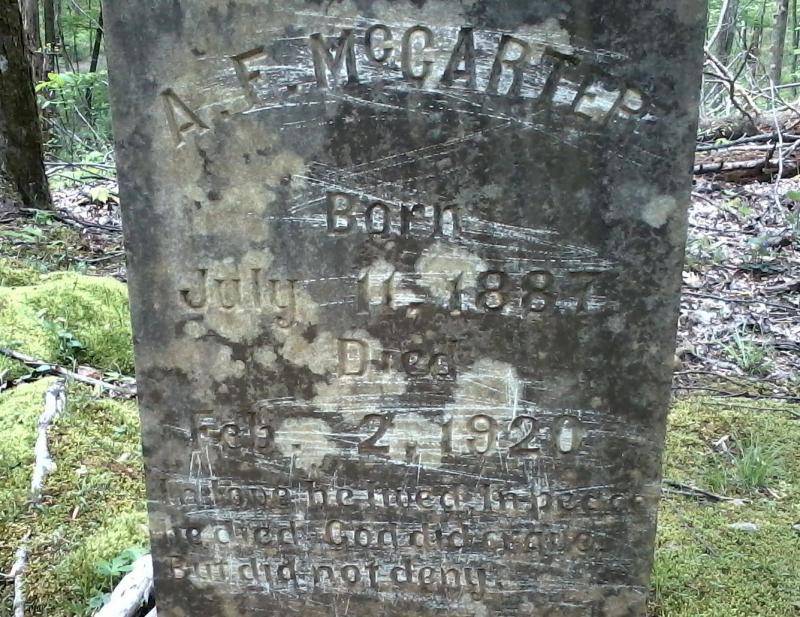 A. F. McCARTER
Born
July 11, 1887
Died
Feb. 2, 1920
In love he lived, In peace
he died. God did crave,
But did not deny.